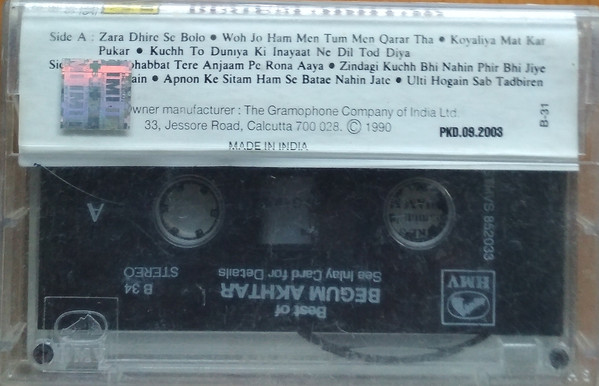 Side A : Zara Dhire Se Bolo • Woh Jo Ham Men Tum Men Qarar Tha • Koyaliya Mat Kar
Pukar • Kuchh To Duniya Ki Inayaat Ne Dil Tod Diya
Tere Anjaam Pe Rona Aaya • Zindagi Kuchh Bhi Nahin Phir Bhi Jiye
• Apnon Ke Sitam Ham Se Batae Nahin Jate • Ulti Hogain Sab Tadbiren
manufacturer : The Gramophone Company of India Ltd.
33, Jessore Road, Calcutta 700 028. © 1990
PKD.09.2003
B-31
MADE IN INDIA
A
STEREO
B 34
Best of
BEGUM AKHTAR
See Inlay Card for Details
HMV